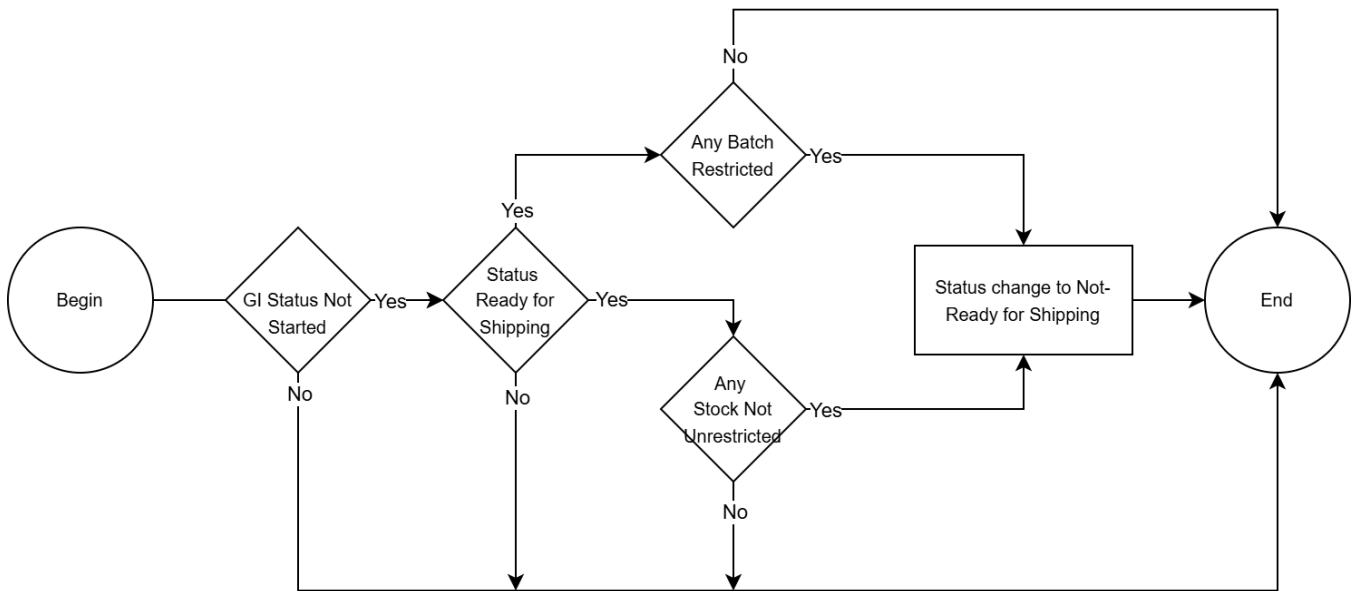 No
Any Batch
Restricted
Yes
Yes
Begin
GI Status Not
Started
Yes
Status
Ready for
Shipping
Yes
Status change to Not-
Ready for Shipping
End
No
No
Any
Stock Not
Unrestricted
Yes
No